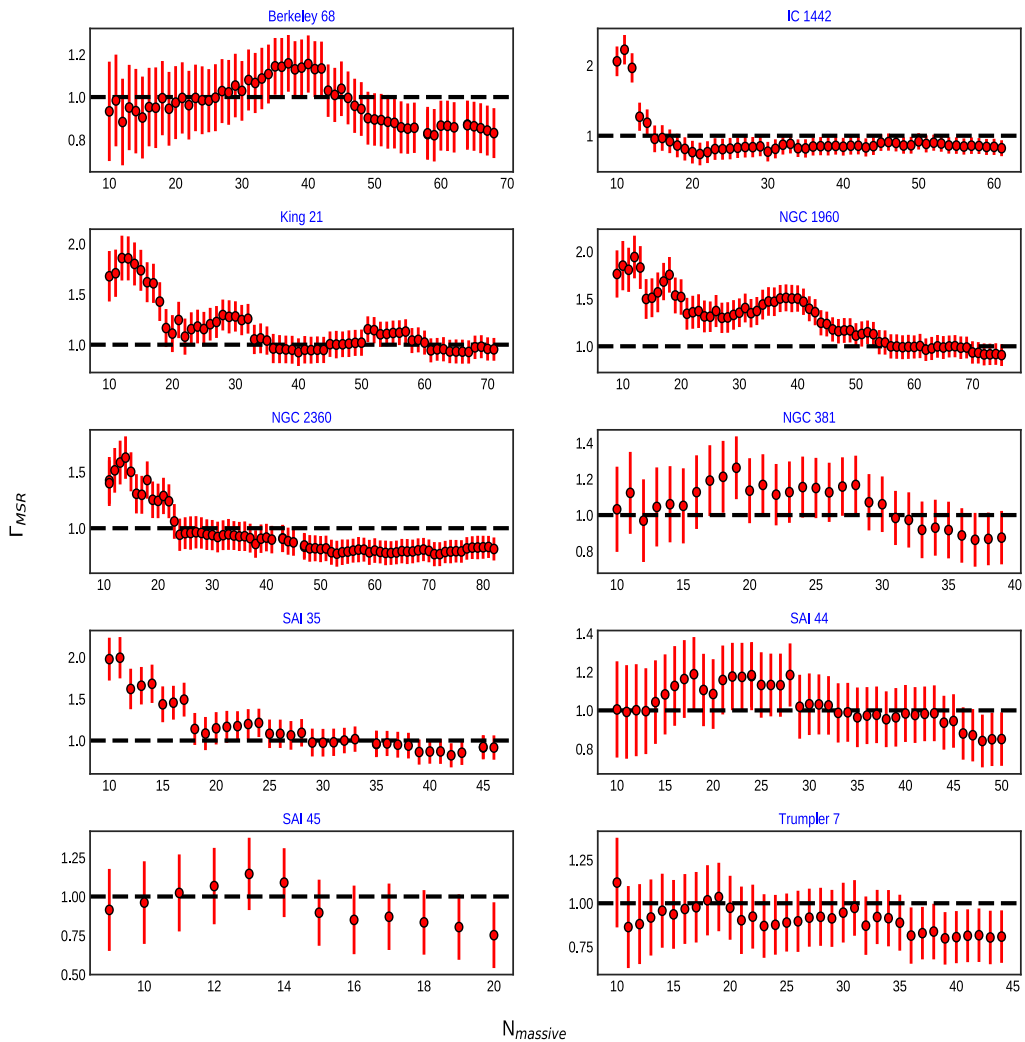 Berkeley 68
IC 1442
1.2
1.0
0.8
10 20 30 40 50 60 70
2
1
10 20 30 40 50 60
King 21
NGC 1960
2.0
1.5
1.0
10 20 30 40 50 60 70
2.0
1.5
1.0
10 20 30 40 50 60 70
NGC 2360
NGC 381
1.5
1.0
10 20 30 40 50 60 70 80
1.4
1.2
1.0
0.8
10 15 20 25 30 35 40
Γ_MSR
SAI 35
SAI 44
2.0
1.5
1.0
10 15 20 25 30 35 40 45
1.4
1.2
1.0
0.8
10 15 20 25 30 35 40 45 50
SAI 45
Trumpler 7
1.25
1.00
0.75
0.50
10 12 14 16 18 20
1.25
1.00
0.75
10 15 20 25 30 35 40 45
N_massive